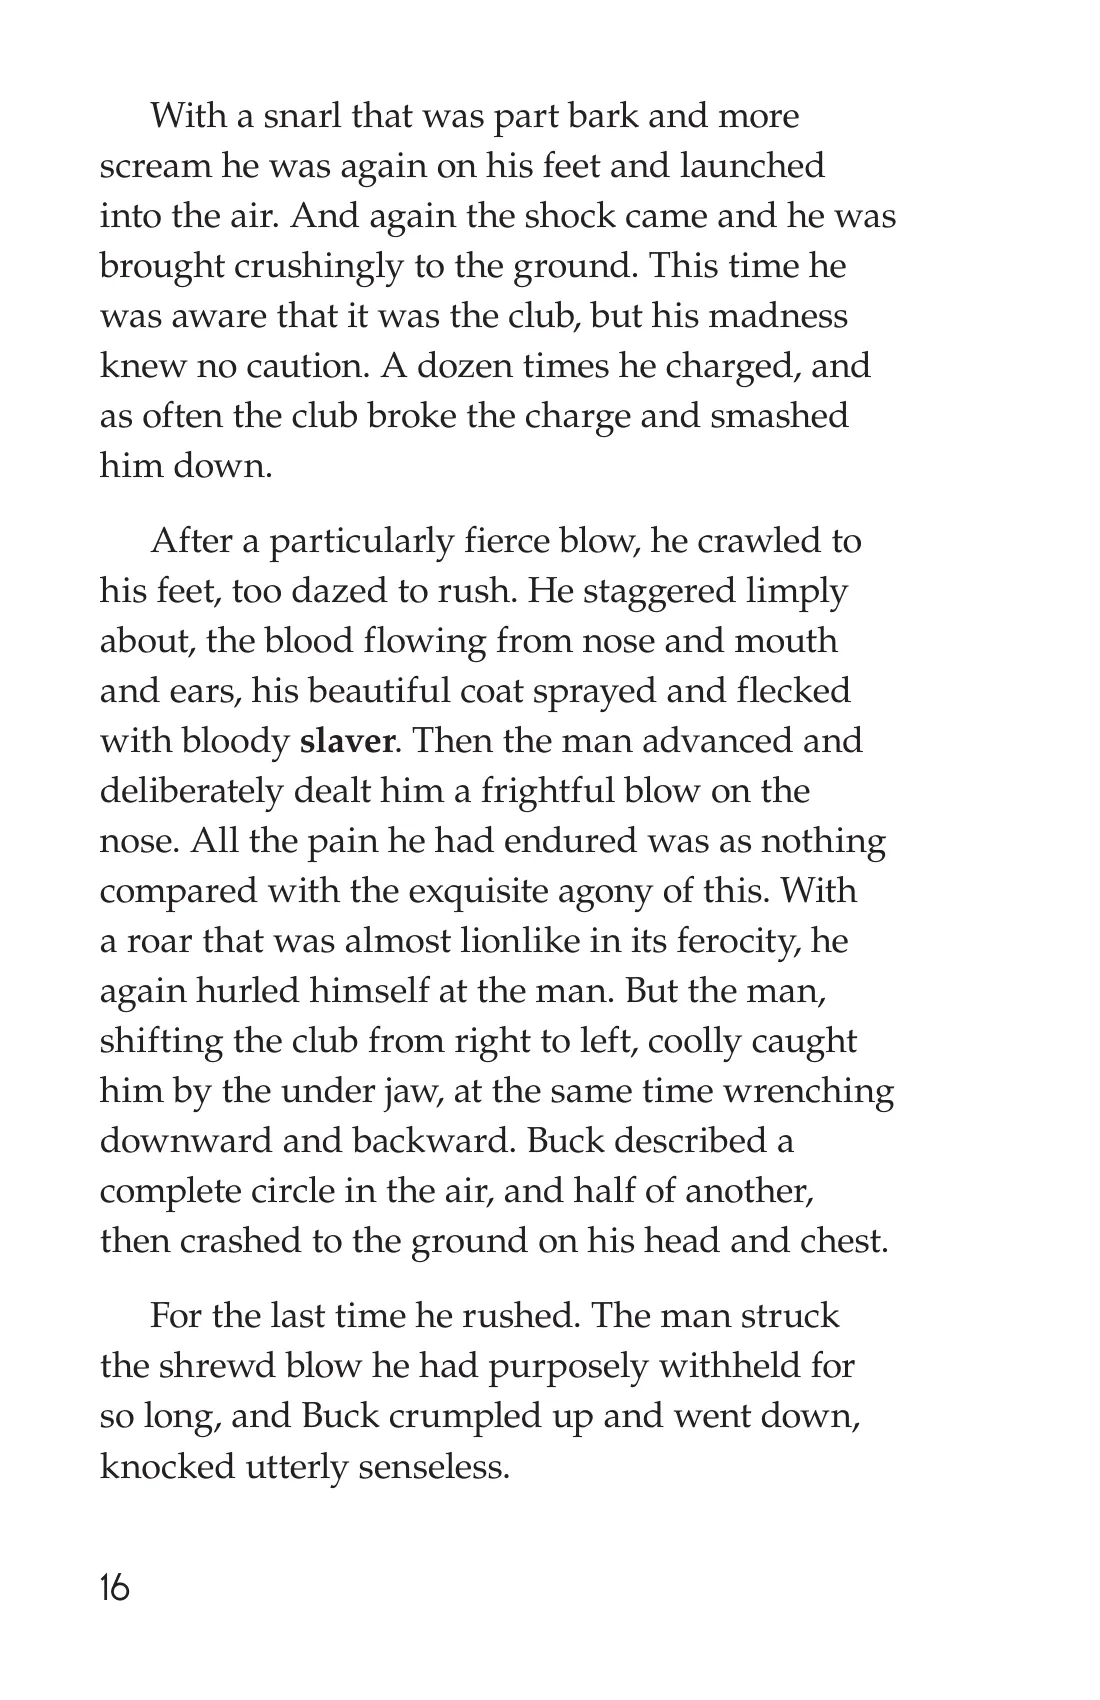 With a snarl that was part bark and more
scream he was again on his feet and launched
into the air. And again the shock came and he was
brought crushingly to the ground. This time he
was aware that it was the club, but his madness
knew no caution. A dozen times he charged, and
as often the club broke the charge and smashed
him down.
After a particularly fierce blow, he crawled to
his feet, too dazed to rush. He staggered limply
about, the blood flowing from nose and mouth
and ears, his beautiful coat sprayed and flecked
with bloody slaver. Then the man advanced and
deliberately dealt him a frightful blow on the
nose. All the pain he had endured was as nothing
compared with the exquisite agony of this. With
a roar that was almost lionlike in its ferocity, he
again hurled himself at the man. But the man,
shifting the club from right to left, coolly caught
him by the under jaw, at the same time wrenching
downward and backward. Buck described a
complete circle in the air, and half of another,
then crashed to the ground on his head and chest.
For the last time he rushed. The man struck
the shrewd blow he had purposely withheld for
so long, and Buck crumpled up and went down,
knocked utterly senseless.
16